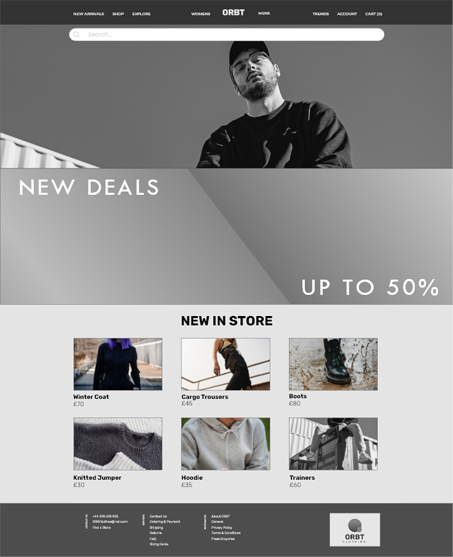 NEW ARRIVALS SHOP EXPLORE WOMENS ORBT MENS TRENDS ACCOUNT CART (0)
Search...
NEW DEALS
UP TO 50%
NEW IN STORE
Winter Coat
£70
Cargo Trousers
£45
Boots
£80
Knitted Jumper
£30
Hoodie
£35
Trainers
£60
Find a Store
Contact Us
Ordering & Payment
Shipping
Returns
FAQ
Sizing Guide
About ORBT
Careers
Privacy Policy
Terms & Conditions
Press Enquiries
ORBT
CLOTHING